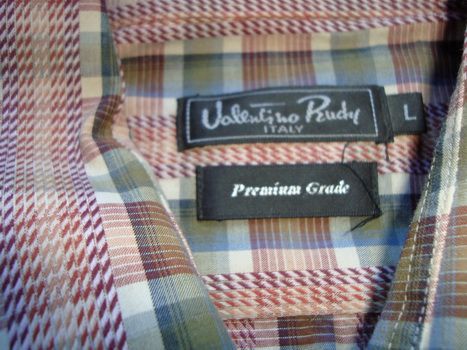 Valentino Rudy
ITALY
L
Premium Grade